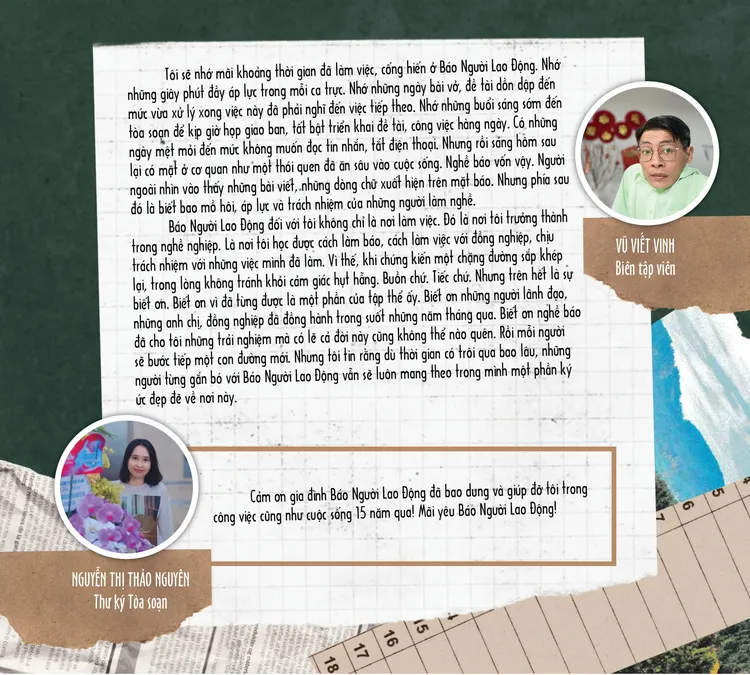 Tôi sẽ nhớ mãi khoảng thời gian đã làm việc, cống hiến ở Báo Người Lao Động. Nhớ
những giây phút đầy áp lực trong mỗi ca trực. Nhớ những ngày bài vở, đề tài dồn dập đến
mức vừa xử lý xong việc này đã phải nghĩ đến việc tiếp theo. Nhớ những buổi sáng sớm đến
tòa soạn để kịp giờ họp giao ban, tất bật triển khai đề tài, công việc hàng ngày. Có những
ngày mệt mỏi đến mức không muốn đọc tin nhắn, tắt điện thoại. Nhưng rồi sáng hôm sau
lại có mặt ở cơ quan như một thói quen đã ăn sâu vào cuộc sống. Nghề báo vốn vậy. Người
ngoài nhìn vào thấy những bài viết, những dòng chữ xuất hiện trên mặt báo. Nhưng phía sau
đó là biết bao mồ hôi, áp lực và trách nhiệm của những người làm nghề.
Báo Người Lao Động đối với tôi không chỉ là nơi làm việc. Đó là nơi tôi trưởng thành
trong nghề nghiệp. Là nơi tôi học được cách làm báo, cách làm việc với đồng nghiệp, chịu
trách nhiệm với những việc mình đã làm. Vì thế, khi chứng kiến một chặng đường sắp khép
lại, trong lòng không tránh khỏi cảm giác hụt hẫng. Buồn chứ. Tiếc chứ. Nhưng trên hết là sự
biết ơn. Biết ơn vì đã từng được là một phần của tập thể ấy. Biết ơn những người lãnh đạo,
những anh chị, đồng nghiệp đã đồng hành trong suốt những năm tháng qua. Biết ơn nghề báo
đã cho tôi những trải nghiệm mà có lẽ cả đời này cũng không thể nào quên. Rồi mỗi người
sẽ bước tiếp một con đường mới. Nhưng tôi tin rằng dù thời gian có trôi qua bao lâu, những
người từng gắn bó với Báo Người Lao Động vẫn sẽ luôn mang theo trong mình một phần ký
ức đẹp đẽ về nơi này.
VŨ VIẾT VINH
Biên tập viên
Cảm ơn gia đình Báo Người Lao Động đã bao dung và giúp đỡ tôi trong
công việc cũng như cuộc sống 15 năm qua! Mãi yêu Báo Người Lao Động!
NGUYỄN THỊ THẢO NGUYÊN
Thư ký Tòa soạn
18
17
16
15
14
13
12
11
10
9
8
7
6
5